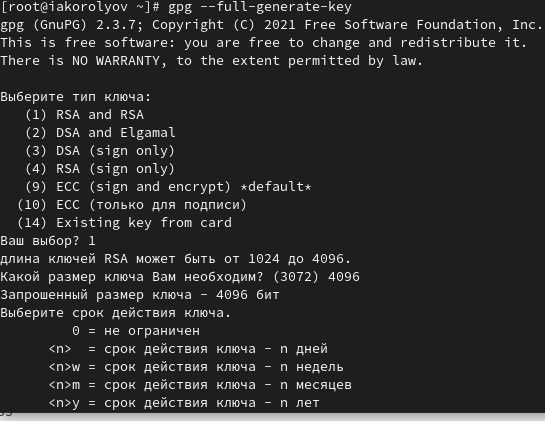 [root@iakorolyov ~]# gpg --full-generate-key
gpg (GnuPG) 2.3.7; Copyright (C) 2021 Free Software Foundation, Inc.
This is free software: you are free to change and redistribute it.
There is NO WARRANTY, to the extent permitted by law.

Выберите тип ключа:
   (1) RSA and RSA
   (2) DSA and Elgamal
   (3) DSA (sign only)
   (4) RSA (sign only)
   (9) ECC (sign and encrypt) *default*
  (10) ECC (только для подписи)
  (14) Existing key from card
Ваш выбор? 1
длина ключей RSA может быть от 1024 до 4096.
Какой размер ключа Вам необходим? (3072) 4096
Запрошенный размер ключа - 4096 бит
Выберите срок действия ключа.
         0 = не ограничен
      <n>  = срок действия ключа - n дней
      <n>w = срок действия ключа - n недель
      <n>m = срок действия ключа - n месяцев
      <n>y = срок действия ключа - n лет